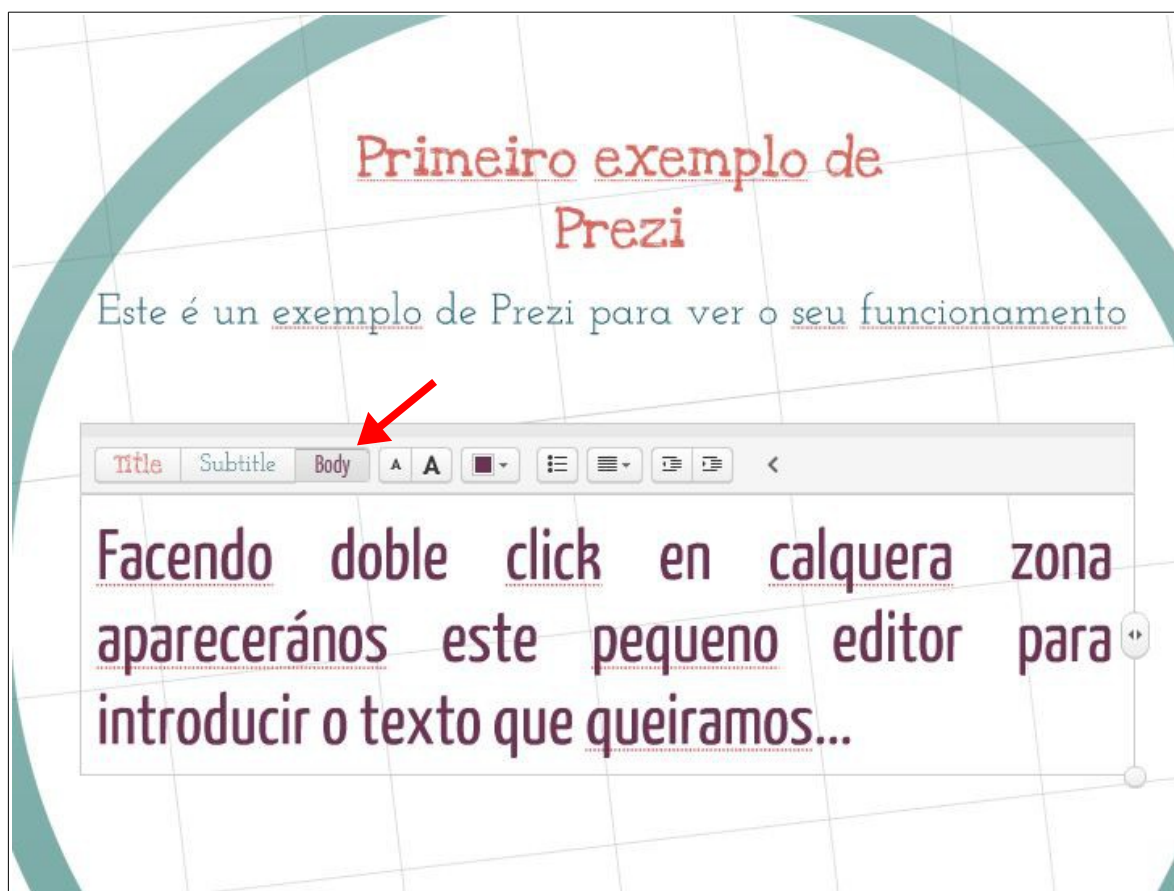 Primeiro exemplo de
Prezi
Este é un exemplo de Prezi para ver o seu funcionamento
Title Subtitle Body A A
Facendo doble click en calquera zona
aparecerános este pequeno editor para
introducir o texto que queiramos...